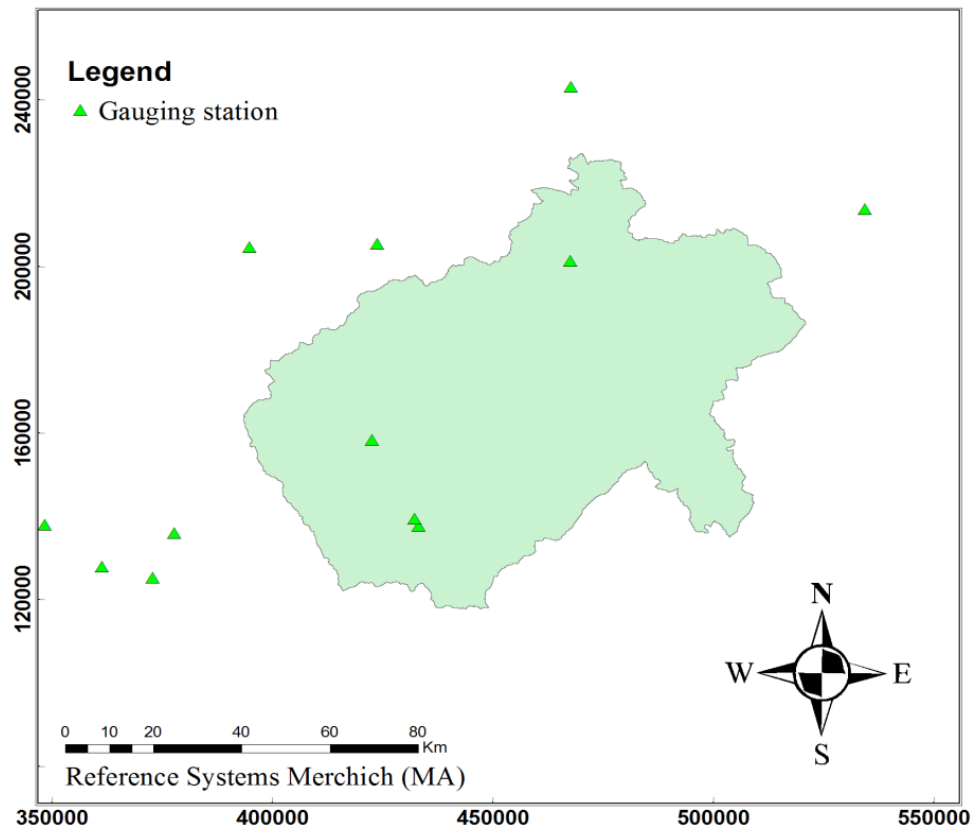 Legend
Gauging station
240000
200000
160000
120000
N
W E
S
0 10 20 40 60 80
Km
Reference Systems Merchich (MA)
350000 400000 450000 500000 550000